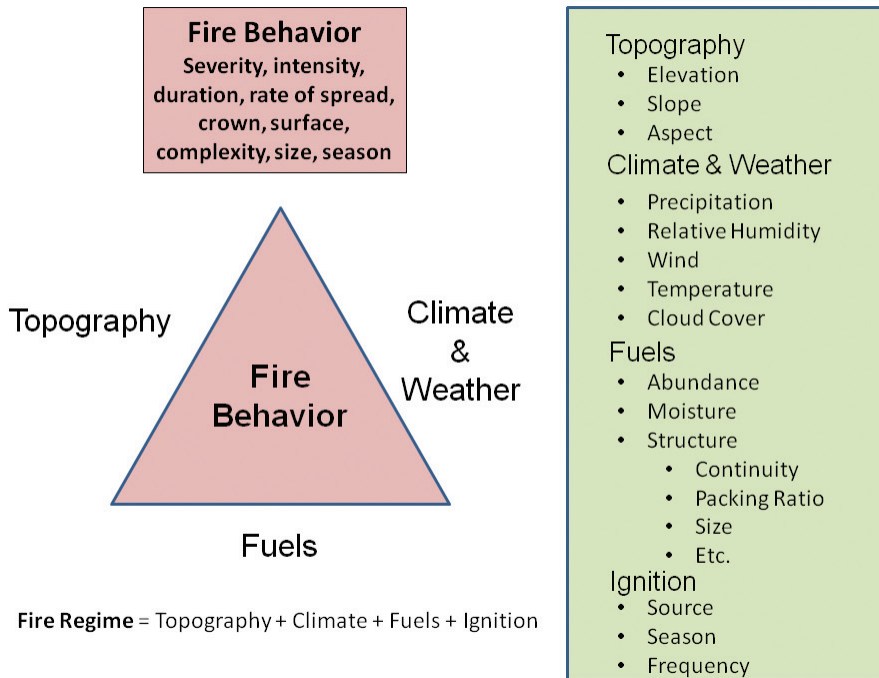 Fire Behavior
Severity, intensity,
duration, rate of spread,
crown, surface,
complexity, size, season
Topography
Climate
&
Weather
Fire
Behavior
Fuels
Fire Regime = Topography + Climate + Fuels + Ignition
Topography
• Elevation
• Slope
• Aspect
Climate & Weather
• Precipitation
• Relative Humidity
• Wind
• Temperature
• Cloud Cover
Fuels
• Abundance
• Moisture
• Structure
• Continuity
• Packing Ratio
• Size
• Etc.
Ignition
• Source
• Season
• Frequency